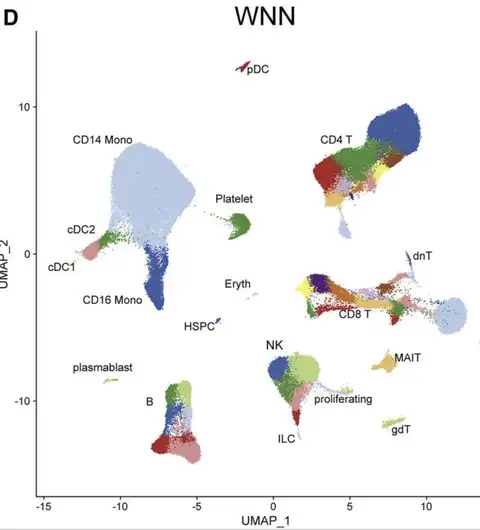 D
WNN
pDC
10
CD14 Mono
CD4 T
Platelet
cDC2
UMAP_2
0
cDC1
dnT
CD16 Mono
Eryth
HSPC
CD8 T
NK
MAIT
plasmablast
B
proliferating
-10
ILC
gdT
-15
-10
-5
0
5
10
UMAP_1